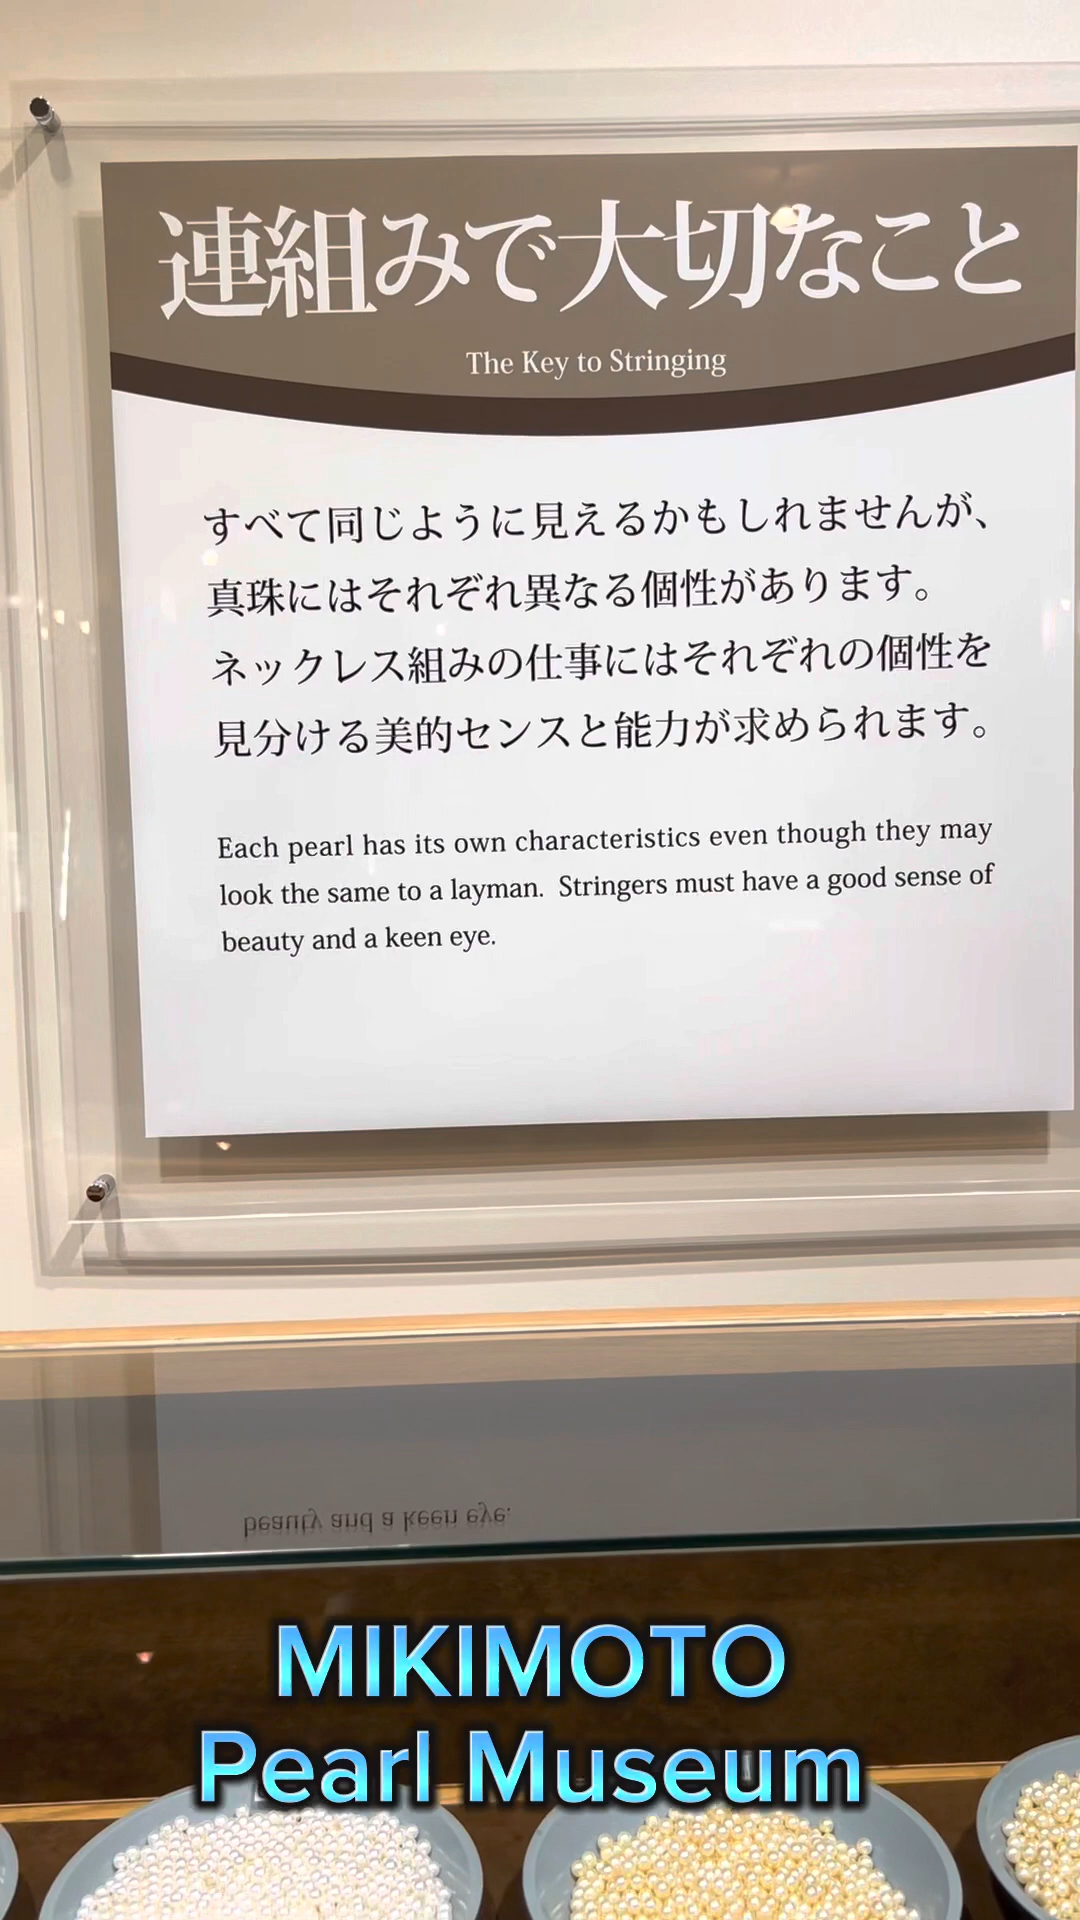 連組みで大切なこと
The Key to Stringing
すべて同じように見えるかもしれませんが、
真珠にはそれぞれ異なる個性があります。
ネックレス組みの仕事にはそれぞれの個性を
見分ける美的センスと能力が求められます。
Each pearl has its own characteristics even though they may
look the same to a layman. Stringers must have a good sense of
beauty and a keen eye.
beauty and a keen eye.
MIKIMOTO
Pearl Museum